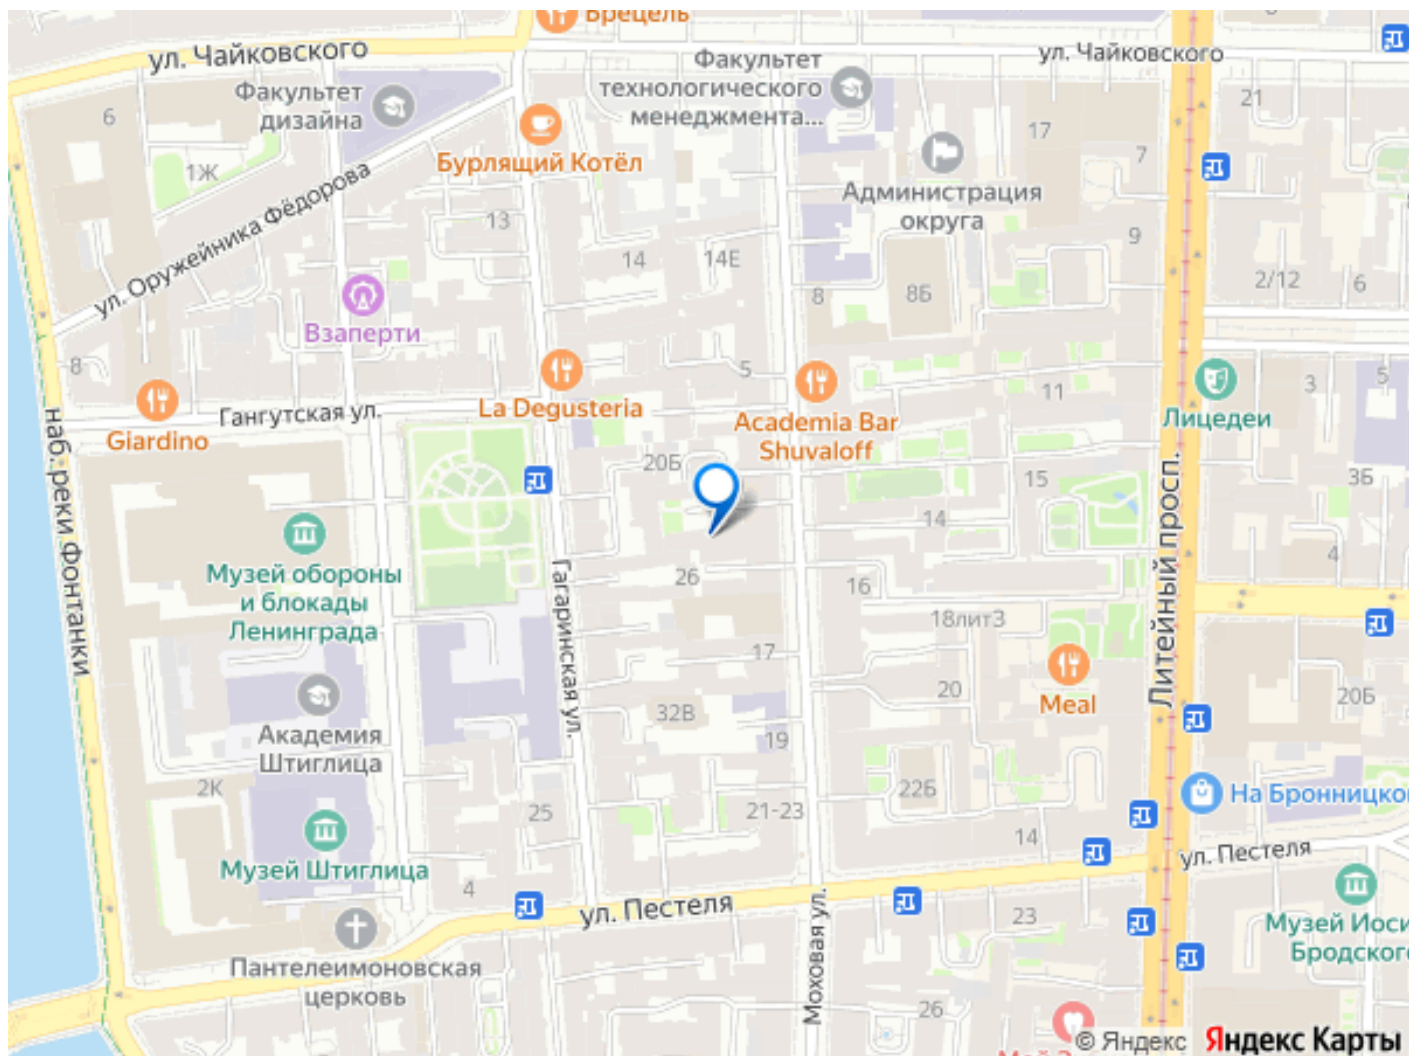 Брецель
ул. Чайковского
ул. Чайковского
Факультет
дизайна
Факультет
технологического
менеджмента...
6
21
17
7
Бурлящий Котёл
1Ж
Администрация
округа
ул. Оружейника Фёдорова
13
14
14Е
9
8
8Б
2/12
6
Взаперти
8
5
11
3
5
Giardino
Гангутская ул.
La Degusteria
Academia Bar
Shuvaloff
Лицедеи
наб. реки Фонтанки
20Б
15
3Б
14
Литейный просп.
4
Музей обороны
и блокады
Ленинграда
Гагаринская ул.
26
16
18лит3
17
Meal
20
20Б
Академия
Штиглица
32В
19
2К
22Б
25
21-23
14
На Бронницкой
Музей Штиглица
4
ул. Пестеля
ул. Пестеля
23
Моховая ул.
Музей Иоси
Бродского
Пантелеимоновская
церковь
26
© Яндекс Яндекс Карты